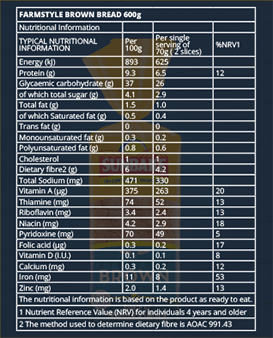 FARMSTYLE BROWN BREAD 600g
Nutritional Information
TYPICAL NUTRITIONAL INFORMATION Per 100g Per single serving of 70g ( 2 slices) %NRV1
Energy (kJ) 893 625
Protein (g) 9.3 6.5 12
Glycaemic carbohydrate (g) 37 26
of which total sugar (g) 4.1 2.9
Total fat (g) 1.5 1.0
of which Saturated fat (g) 0.5 0.4
Trans fat (g) 0 0
Monounsaturated fat (g) 0.3 0.2
Polyunsaturated fat (g) 0.8 0.6
Cholesterol 1 1
Dietary fibre2 (g) 6 4.2
Total Sodium (mg) 471 330
Vitamin A (µg) 375 263 20
Thiamine (mg) 74 52 13
Riboflavin (mg) 3.4 2.4 13
Niacin (mg) 4.2 2.9 18
Pyridoxine (mg) 70 49 5
Folic acid (µg) 0.3 0.2 17
Vitamin D (I.U.) 0.1 0.1 8
Calcium (mg) 0.3 0.2 12
Iron (mg) 11 8 53
Zinc (mg) 2.0 1.4 13
The nutritional information is based on the product as ready to eat.
1 Nutrient Reference Value (NRV) for individuals 4 years and older
2 The method used to determine dietary fibre is AOAC 991.43
BROWN